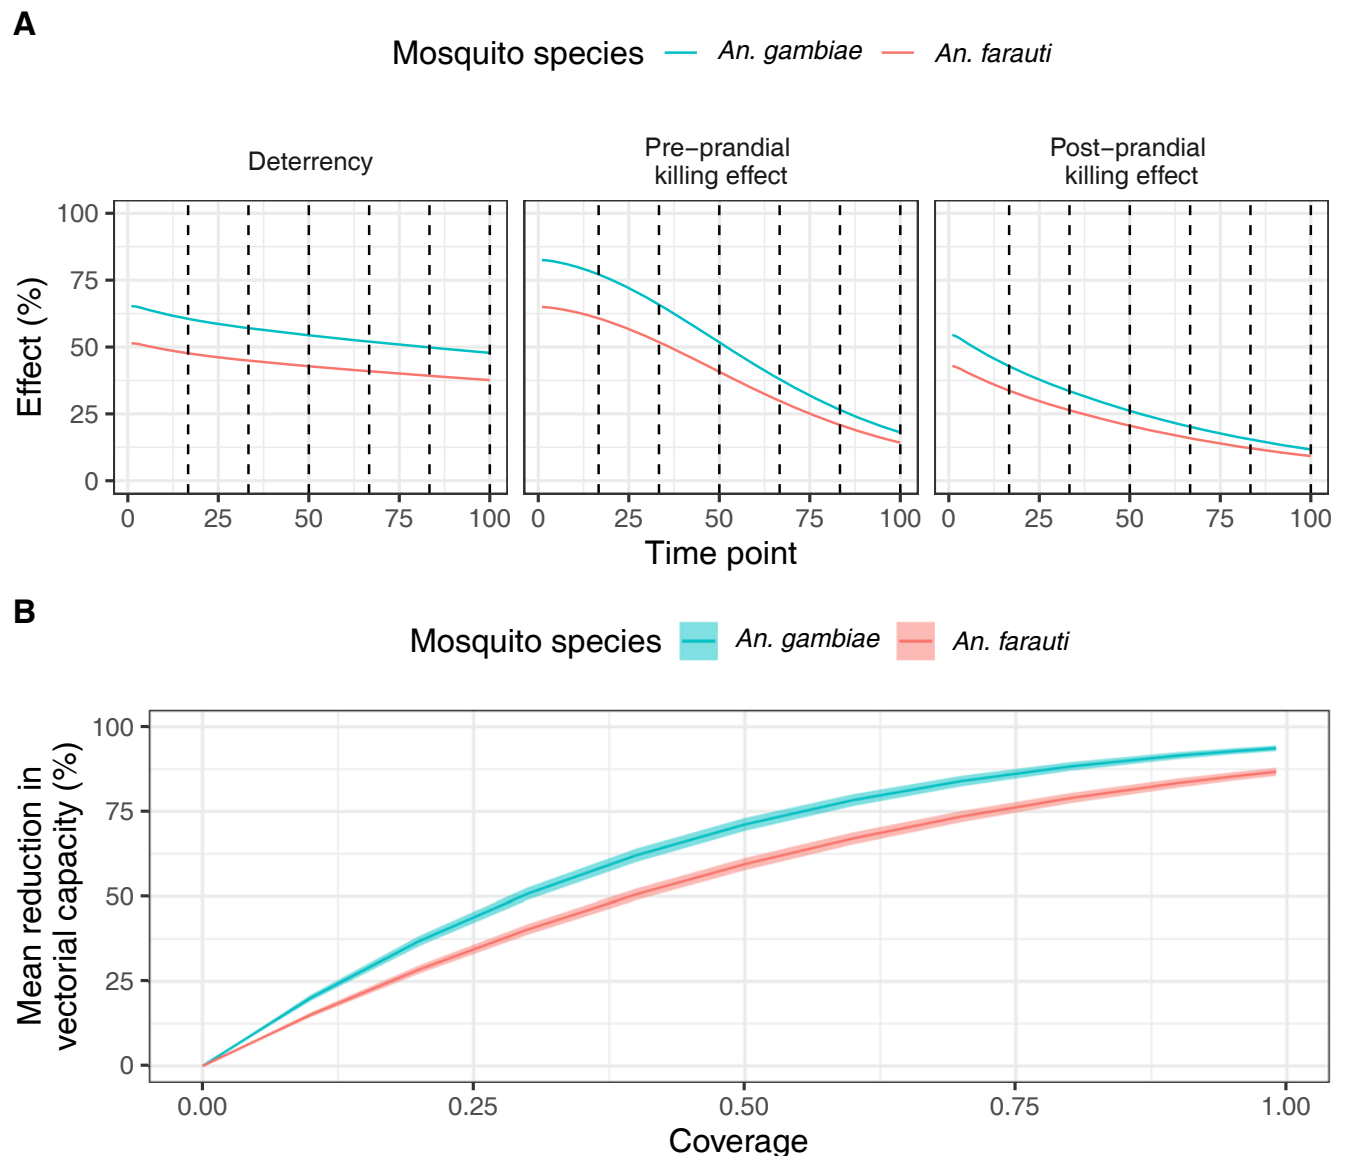 A
Mosquito species An. gambiae An. farauti
Deterrency
Pre−prandial
killing effect
Post−prandial
killing effect
Effect (%)
100
75
50
25
0
0 25 50 75 100
0 25 50 75 100
0 25 50 75 100
Time point
B
Mosquito species An. gambiae An. farauti
Mean reduction in
vectorial capacity (%)
100
75
50
25
0
0.00 0.25 0.50 0.75 1.00
Coverage